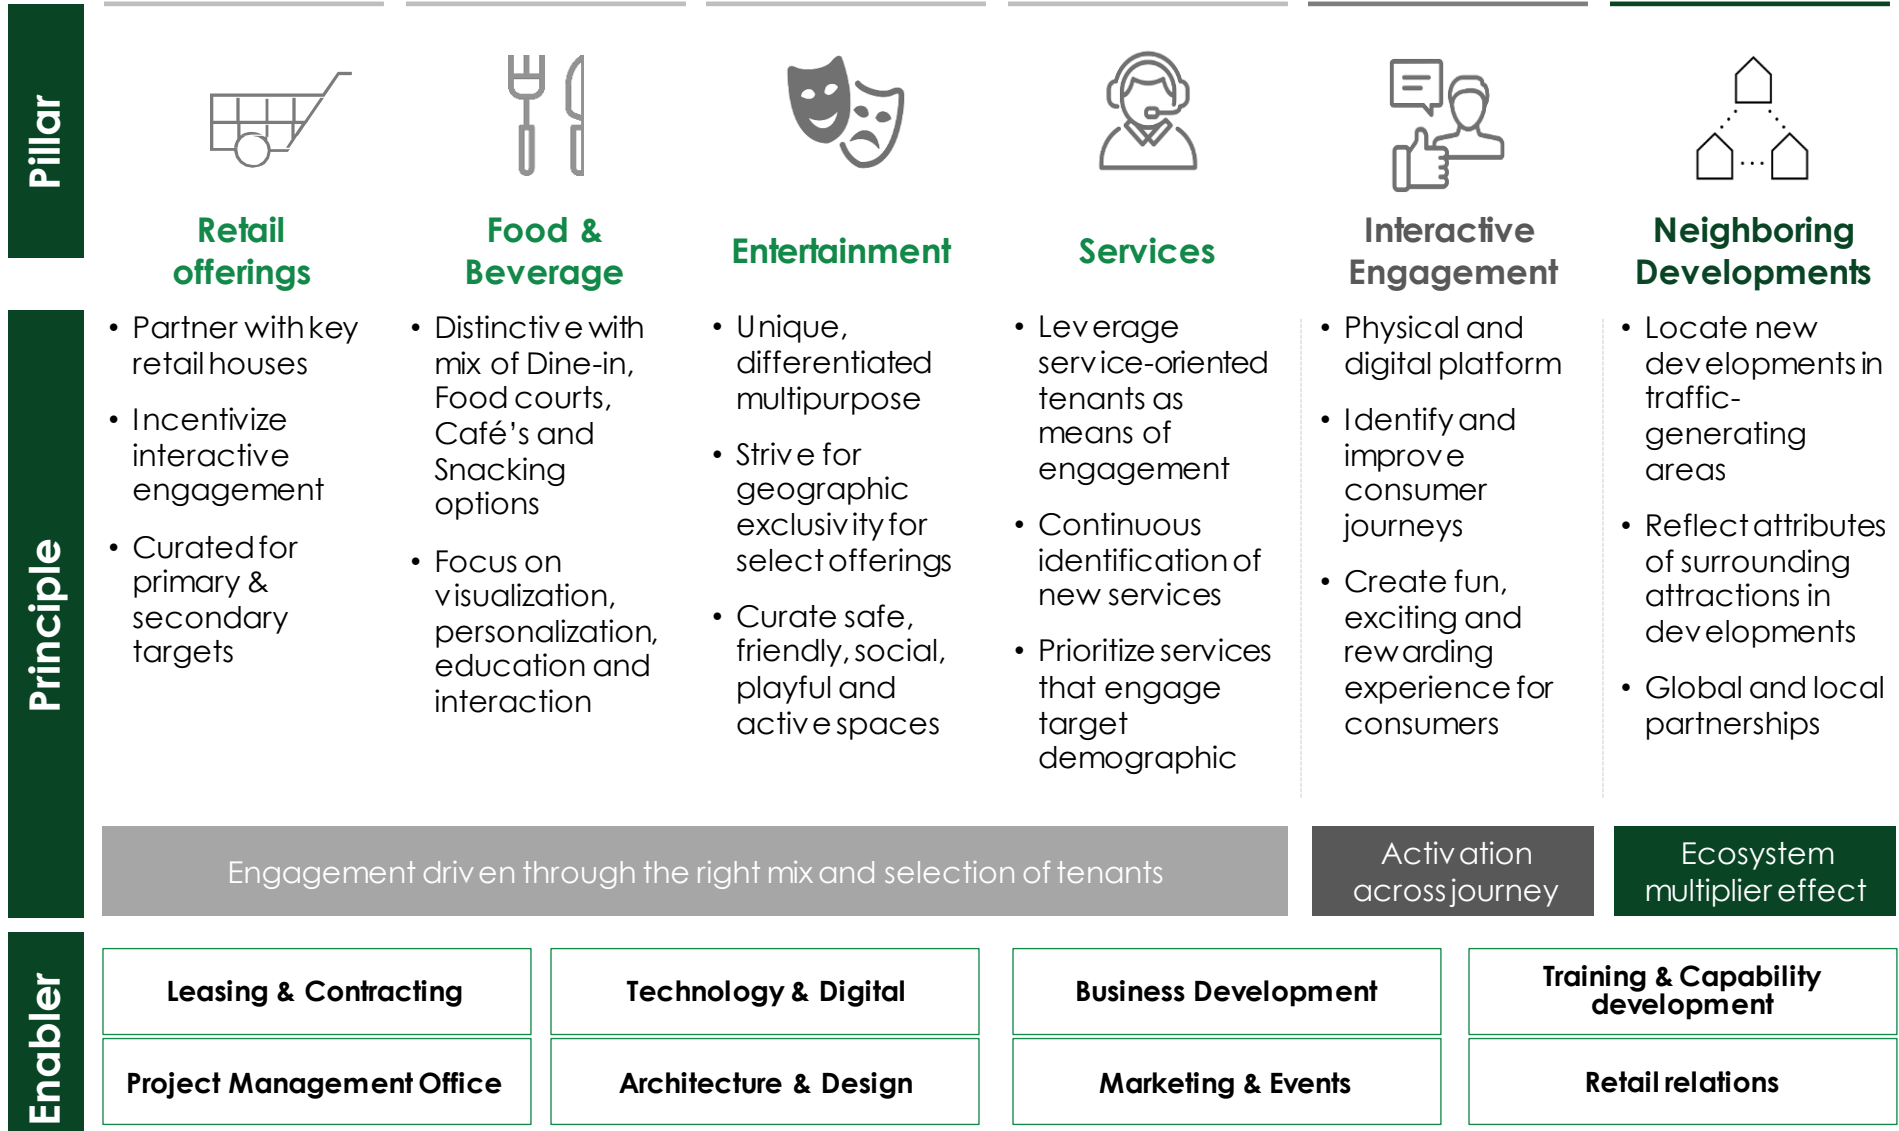 Pillar
Retail
offerings
Food &
Beverage
Entertainment
Services
Interactive
Engagement
Neighboring
Developments
Principle
• Partner with key
retail houses
• Incentivize
interactive
engagement
• Curated for
primary &
secondary
targets
• Distinctive with
mix of Dine-in,
Food courts,
Café's and
Snacking
options
• Focus on
visualization,
personalization,
education and
interaction
• Unique,
differentiated
multipurpose
• Strive for
geographic
exclusivity for
select offerings
• Curate safe,
friendly, social,
playful and
active spaces
• Leverage
service-oriented
tenants as
means of
engagement
• Continuous
identification of
new services
• Prioritize services
that engage
target
demographic
• Physical and
digital platform
• Identify and
improve
consumer
journeys
• Create fun,
exciting and
rewarding
experience for
consumers
• Locate new
developments in
traffic-
generating
areas
• Reflect attributes
of surrounding
attractions in
developments
• Global and local
partnerships
Engagement driven through the right mix and selection of tenants
Activation
across journey
Ecosystem
multiplier effect
Enabler
Leasing & Contracting
Technology & Digital
Business Development
Training & Capability
development
Project Management Office
Architecture & Design
Marketing & Events
Retail relations